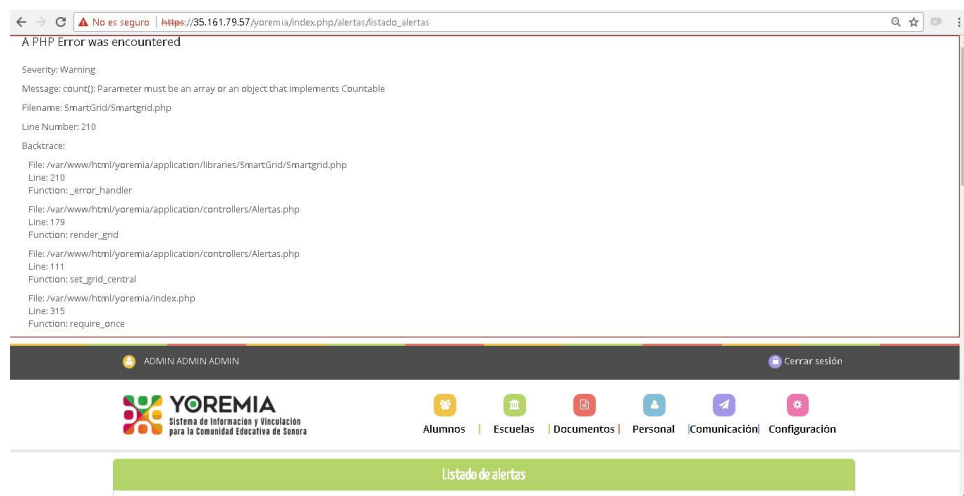 No es seguro | https://35.161.79.57/yoremia/index.php/alertas/listado_alertas
A PHP Error was encountered
Severity: Warning
Message: count(): Parameter must be an array or an object that implements Countable
Filename: SmartGrid/Smartgrid.php
Line Number: 210
Backtrace:
File: /var/www/html/yoremia/application/libraries/SmartGrid/Smartgrid.php
Line: 210
Function: _error_handler
File: /var/www/html/yoremia/application/controllers/Alertas.php
Line: 179
Function: render_grid
File: /var/www/html/yoremia/application/controllers/Alertas.php
Line: 111
Function: set_grid_central
File: /var/www/html/yoremia/index.php
Line: 315
Function: require_once
ADMIN ADMIN ADMIN Cerrar sesión
YOREMIA
Sistema de Información y Vinculación
para la Comunidad Educativa de Sonora
Alumnos | Escuelas | Documentos | Personal |Comunicación| Configuración
Listado de alertas